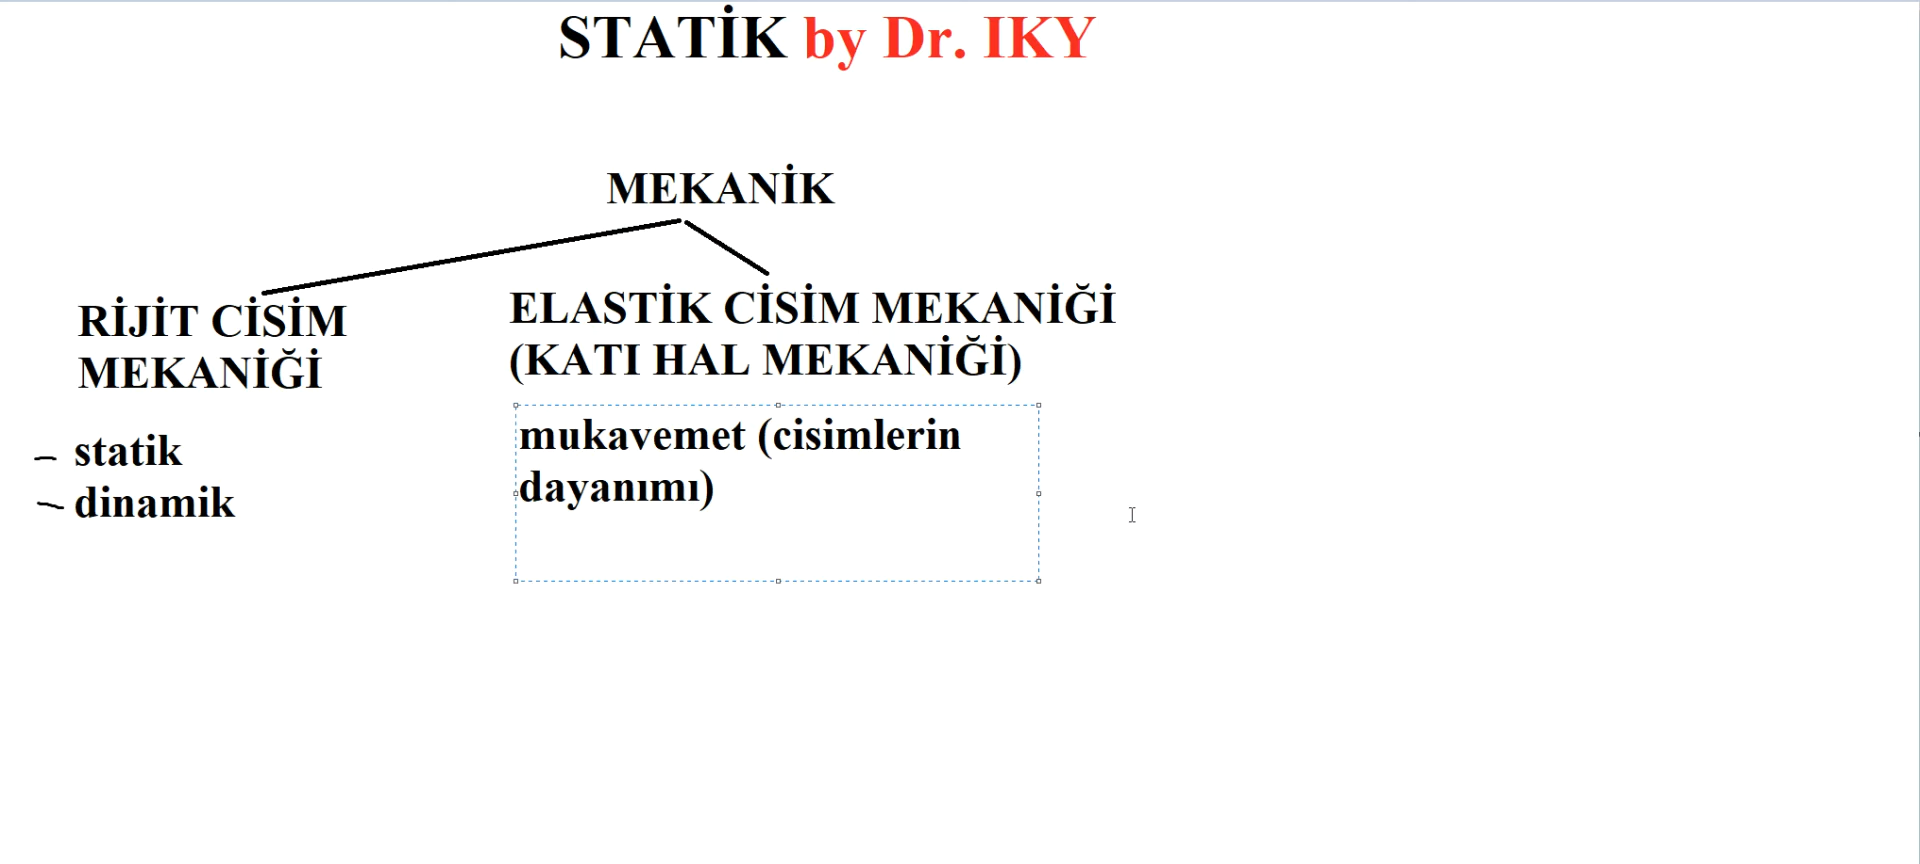 STATİK by Dr. IKY
MEKANİK
RİJİT CİSİM
MEKANİĞİ
- statik
- dinamik
ELASTİK CİSİM MEKANİĞİ
(KATI HAL MEKANİĞİ)
mukavemet (cisimlerin
dayanımı)